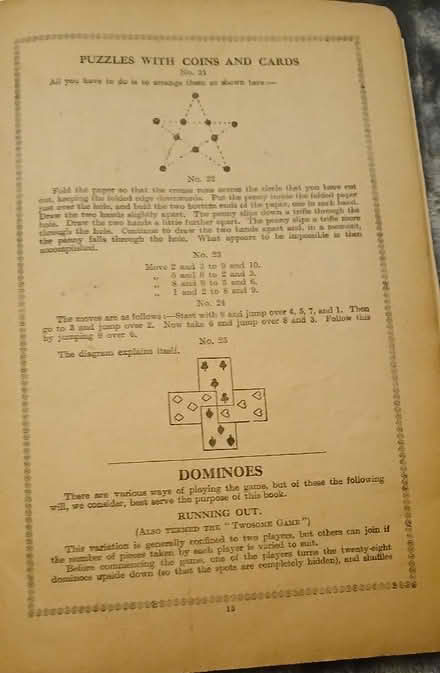 PUZZLES WITH COINS AND CARDS
No. 21
All you have to do is to arrange them as shown here:—
No. 22
Fold the paper so that the crease runs across the circle that you have cut
out, keeping the folded edge downwards. Put the penny inside the folded paper
just over the hole, and hold the two bottom ends of the paper, one in each hand.
Draw the two hands slightly apart. The penny slips down a trifle through the
hole. Draw the two hands a little further apart. The penny slips a trifle more
through the hole. Continue to draw the two hands apart and, in a moment,
the penny falls through the hole. What appears to be impossible is then
accomplished.
No. 23
Move 2 and 3 to 9 and 10.
„ 5 and 6 to 2 and 3.
„ 8 and 9 to 5 and 6.
„ 1 and 2 to 8 and 9.
No. 24
The moves are as follows:—Start with 9 and jump over 4, 5, 7, and 1. Then
go to 3 and jump over 2. Now take 6 and jump over 8 and 3. Follow this
by jumping 9 over 6.
No. 25
The diagram explains itself.
DOMINOES
There are various ways of playing the game, but of these the following
will, we consider, best serve the purpose of this book.
RUNNING OUT.
(ALSO TERMED THE "TWOSOME GAME")
This variation is generally confined to two players, but others can join if
the number of pieces taken by each player is varied to suit.
Before commencing the game, one of the players turns the twenty-eight
dominoes upside down (so that the spots are completely hidden), and shuffles